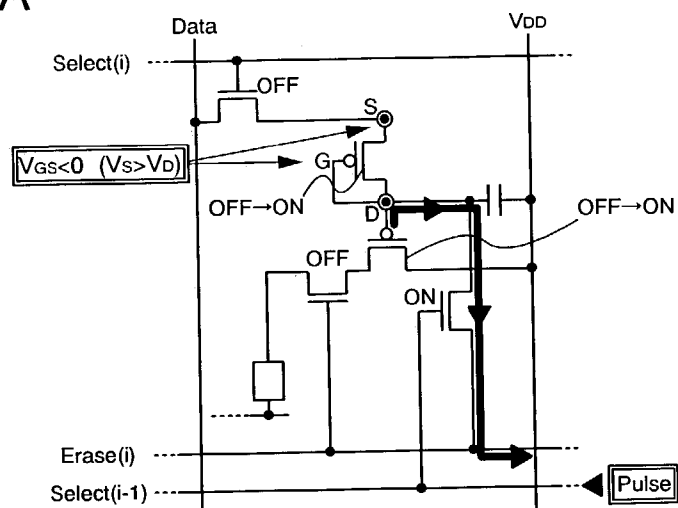 A
Data
VDD
Select(i)
OFF
S
VGS<0 (VS>VD)
G
OFF→ON
D
OFF→ON
OFF
ON
Erase(i)
Select(i-1)
Pulse